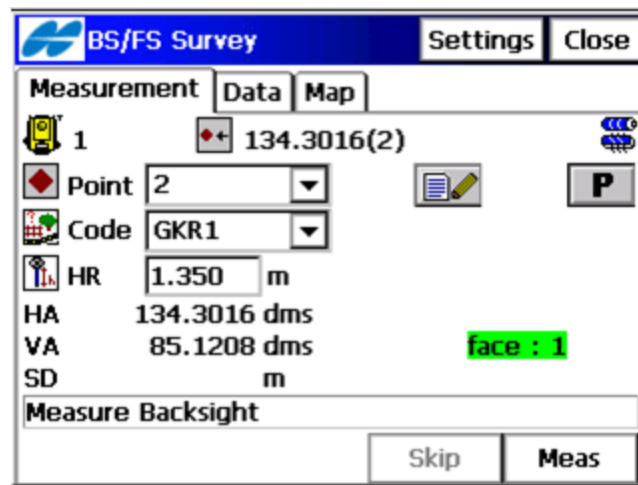 BS/FS Survey Settings Close
Measurement Data Map
1 134.3016(2)
Point 2 P
Code GKR1
HR 1.350 m
HA 134.3016 dms
VA 85.1208 dms face : 1
SD m
Measure Backsight
Skip Meas